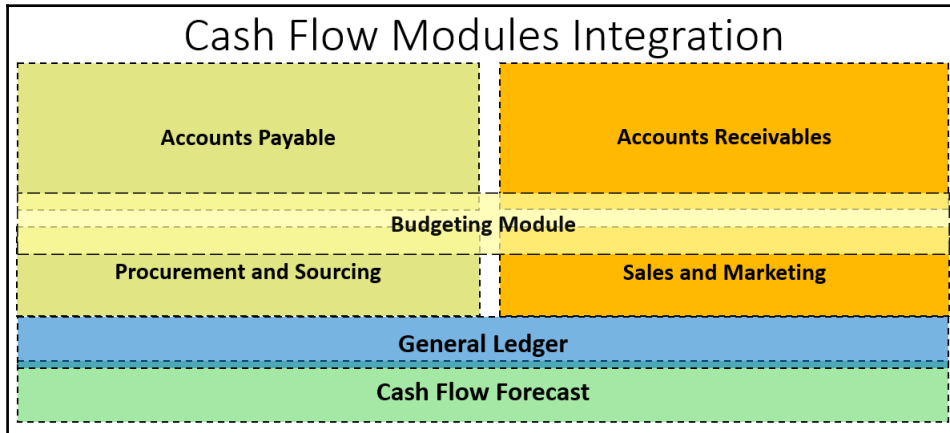 Cash Flow Modules Integration
Accounts Payable
Accounts Receivables
Budgeting Module
Procurement and Sourcing
Sales and Marketing
General Ledger
Cash Flow Forecast